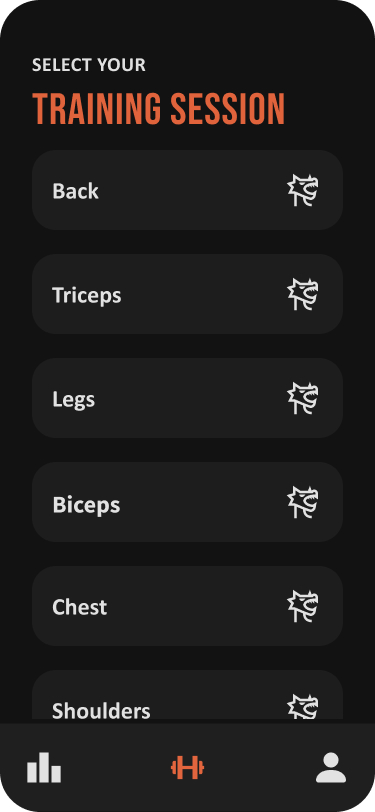 SELECT YOUR
TRAINING SESSION
Back
Triceps
Legs
Biceps
Chest
Shoulders